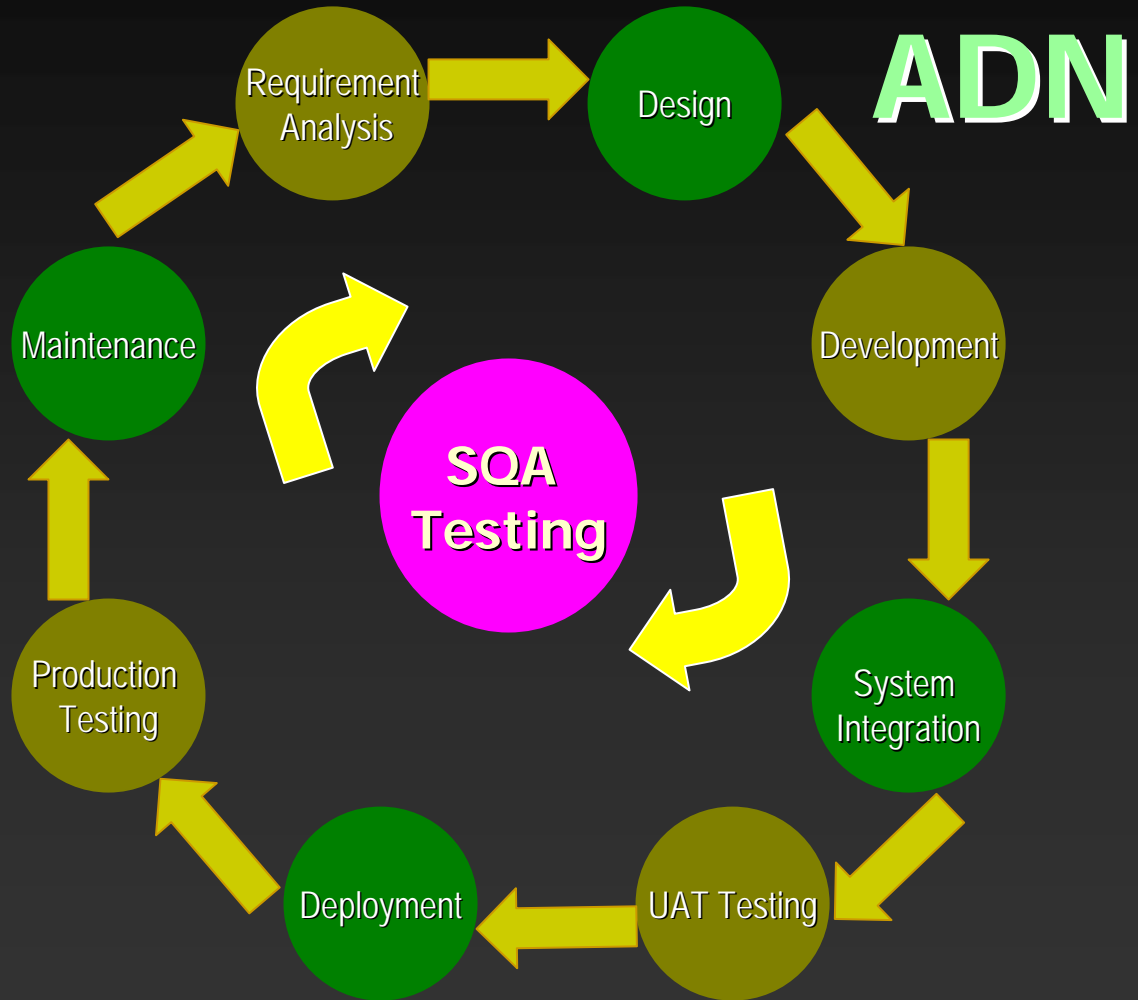 ADN
Requirement
Analysis
Design
Development
System
Integration
UAT Testing
Deployment
Production
Testing
Maintenance
SQA
Testing